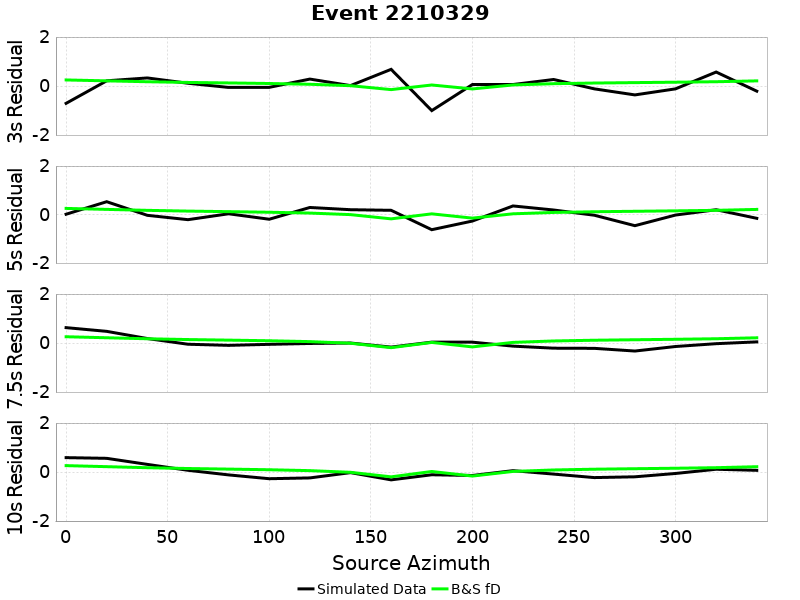 Event 2210329
3s Residual
2
0
-2
5s Residual
2
0
-2
7.5s Residual
2
0
-2
10s Residual
2
0
-2
0 50 100 150 200 250 300
Source Azimuth
Simulated Data B&S fD